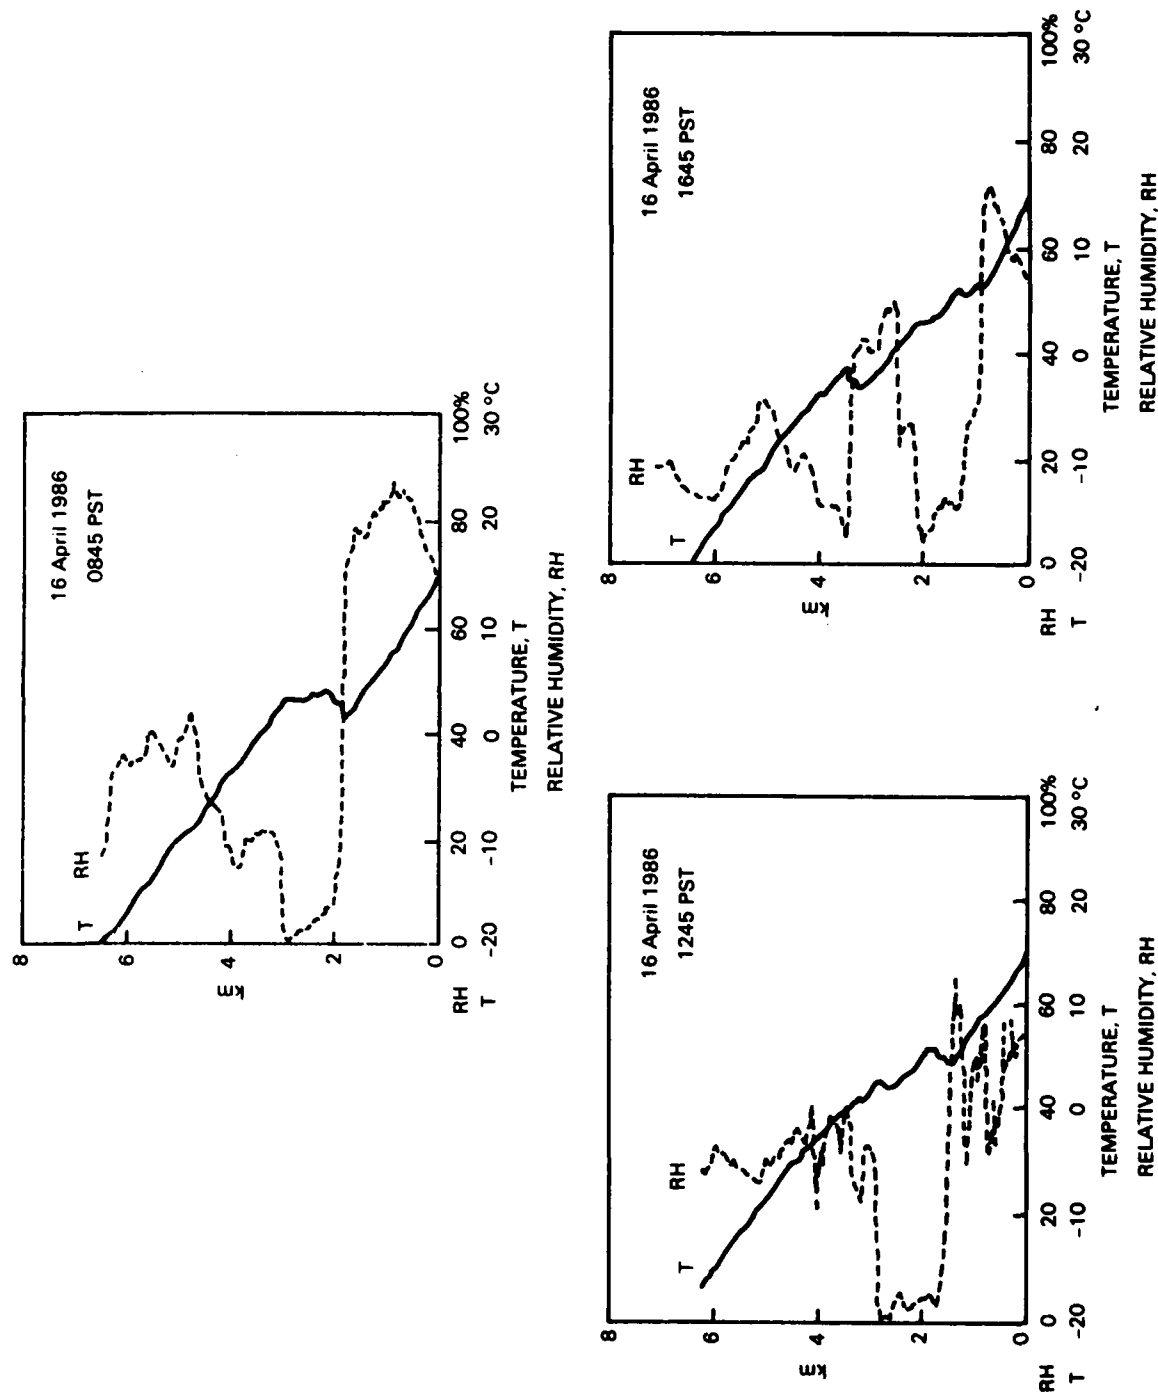 16 April 1986
0845 PST
RH
T
8
6
4
2
0
km
RH 0 20 40 60 80 100%
T -20 -10 0 10 20 30 °C
TEMPERATURE, T
RELATIVE HUMIDITY, RH
16 April 1986
1245 PST
RH
T
8
6
4
2
0
km
RH 0 20 40 60 80 100%
T -20 -10 0 10 20 30 °C
TEMPERATURE, T
RELATIVE HUMIDITY, RH
16 April 1986
1645 PST
RH
T
8
6
4
2
0
km
RH 0 20 40 60 80 100%
T -20 -10 0 10 20 30 °C
TEMPERATURE, T
RELATIVE HUMIDITY, RH